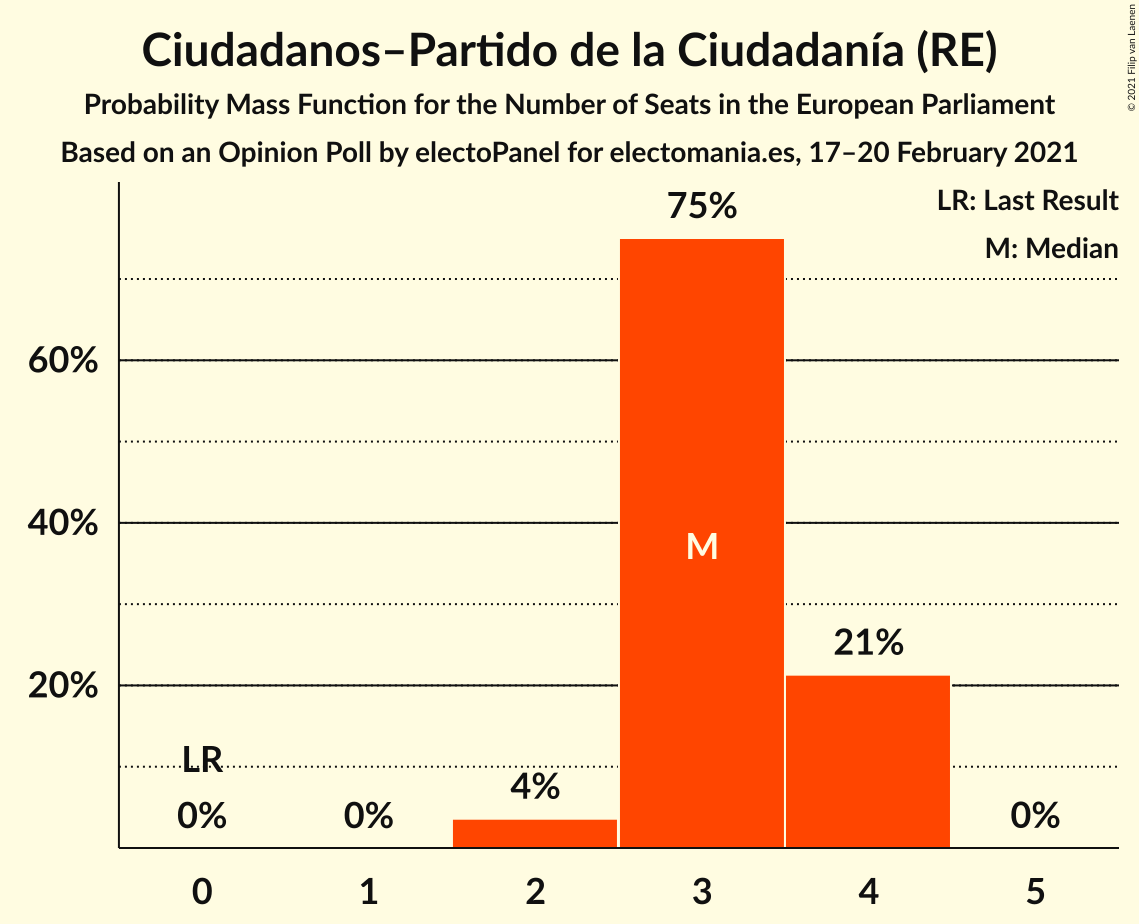 Ciudadanos–Partido de la Ciudadanía (RE)
Probability Mass Function for the Number of Seats in the European Parliament
Based on an Opinion Poll by electoPanel for electomania.es, 17–20 February 2021
© 2021 Filip van Laenen
LR: Last Result
M: Median
75%
60%
40%
M
21%
20%
LR
4%
0%
0%
0%
0 1 2 3 4 5